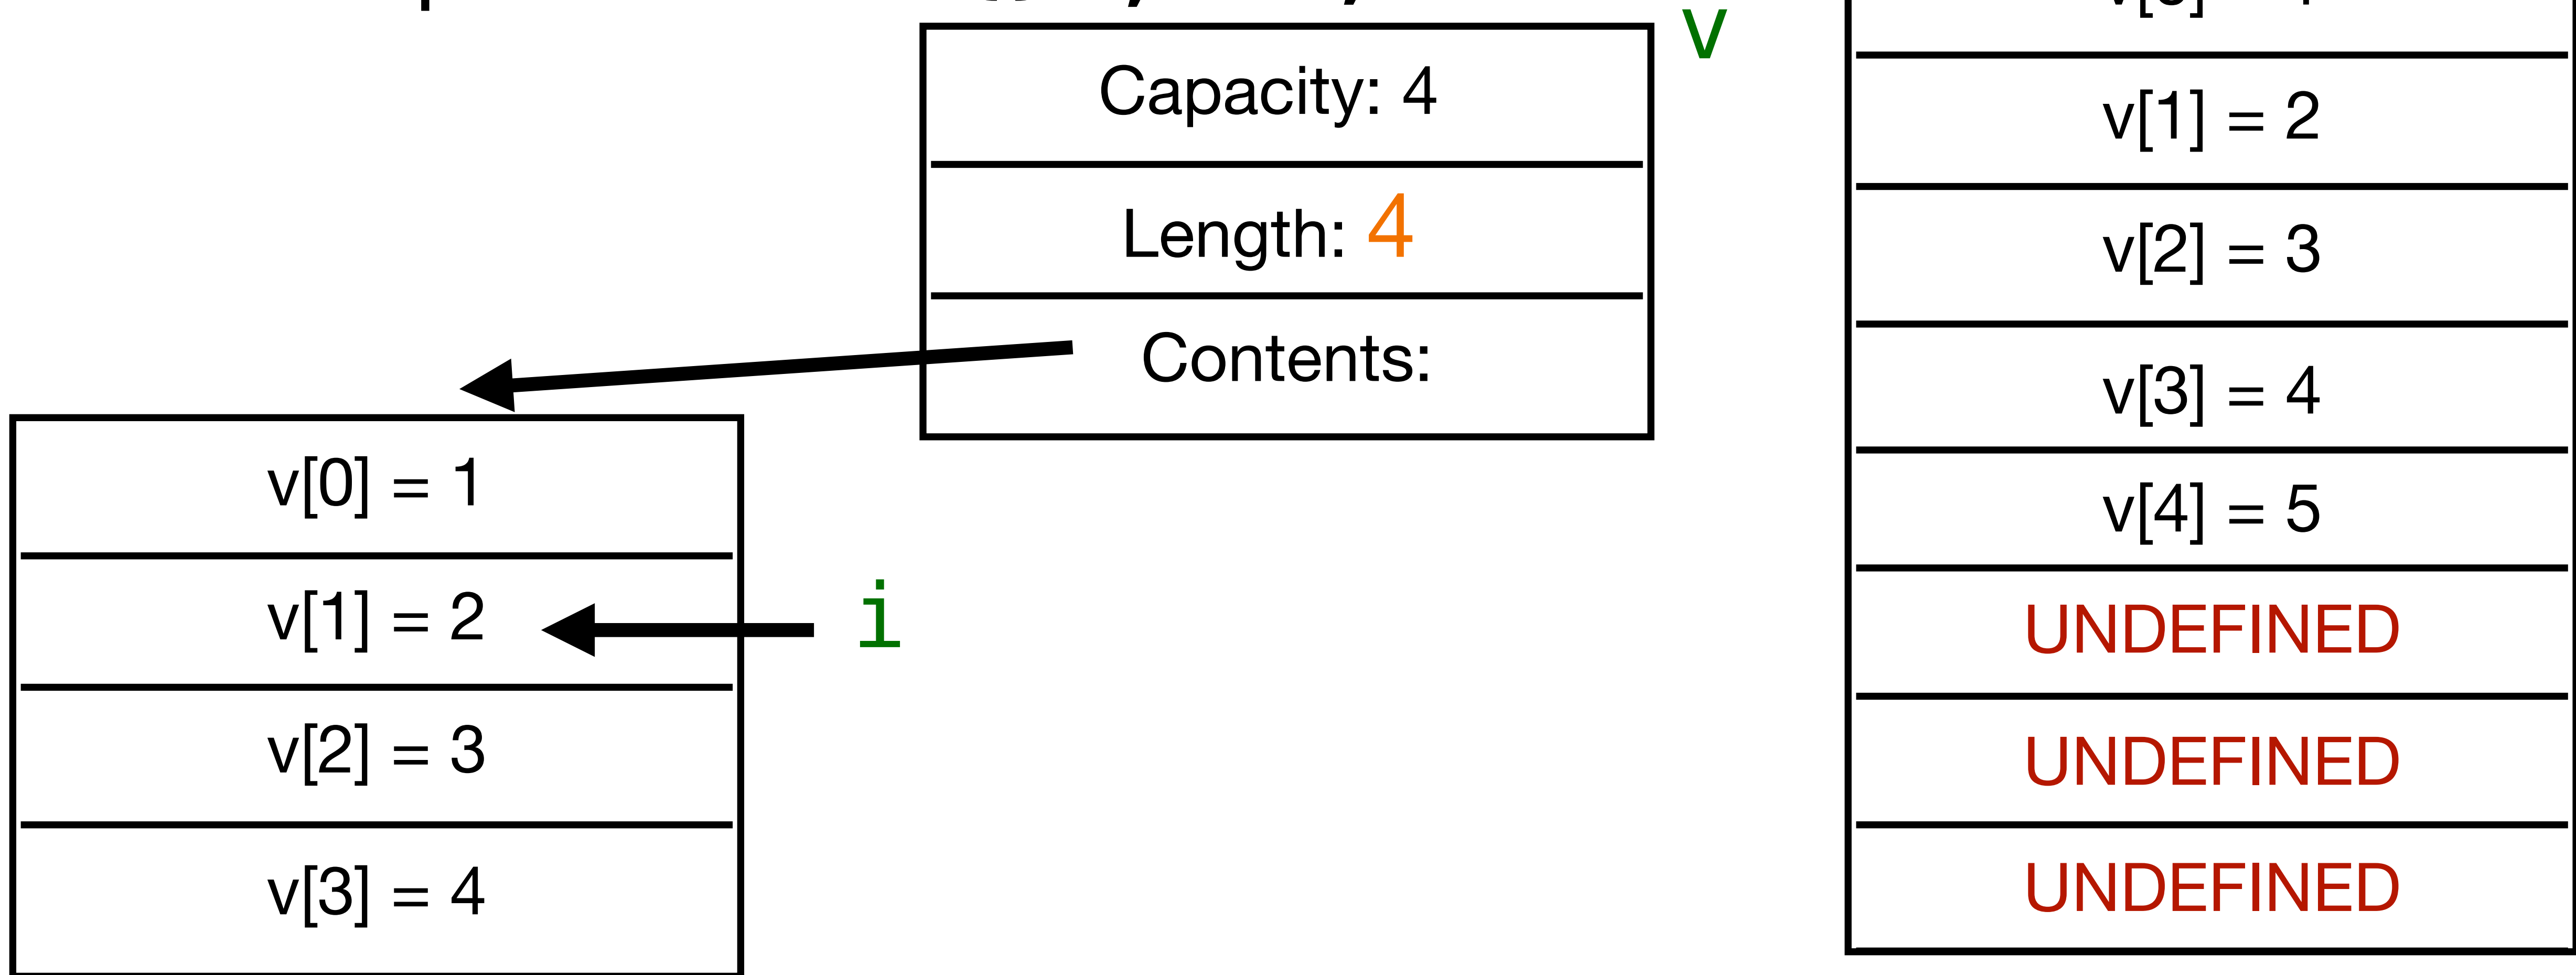 v
Capacity: 4
Length: 4
Contents:
v[0] = 1
v[1] = 2
v[2] = 3
v[3] = 4
i
v[1] = 2
v[2] = 3
v[3] = 4
v[4] = 5
UNDEFINED
UNDEFINED
UNDEFINED